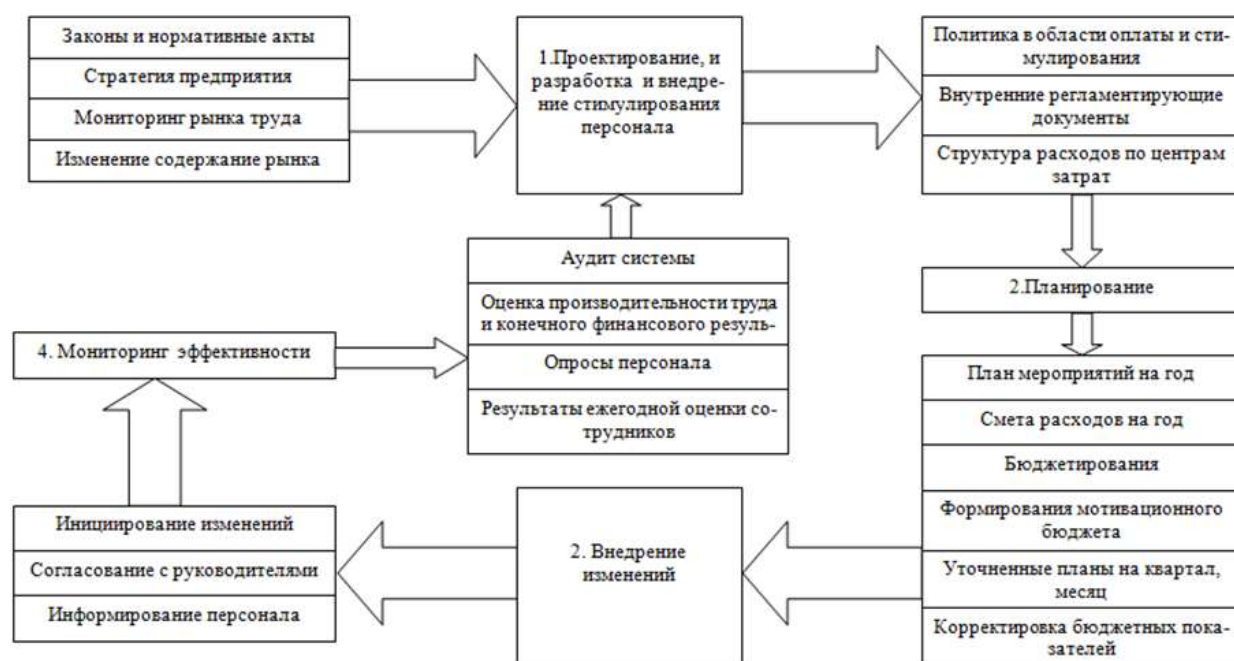 Законы и нормативные акты
Стратегия предприятия
Мониторинг рынка труда
Изменение содержание рынка
1.Проектирование, и
разработка и внедре-
ние стимулирования
персонала
Политика в области оплаты и сти-
мулирования
Внутренние регламентирующие
документы
Структура расходов по центрам
затрат
Аудит системы
Оценка производительности труда
и конечного финансового резуль-
Опросы персонала
Результаты ежегодной оценки со-
трудников
2.Планирование
4. Мониторинг эффективности
План мероприятий на год
Смета расходов на год
Бюджетирования
Формирования мотивационного
бюджета
Уточненные планы на квартал,
месяц
Корректировка бюджетных пока-
зателей
2. Внедрение
изменений
Инициирование изменений
Согласование с руководителями
Информирование персонала